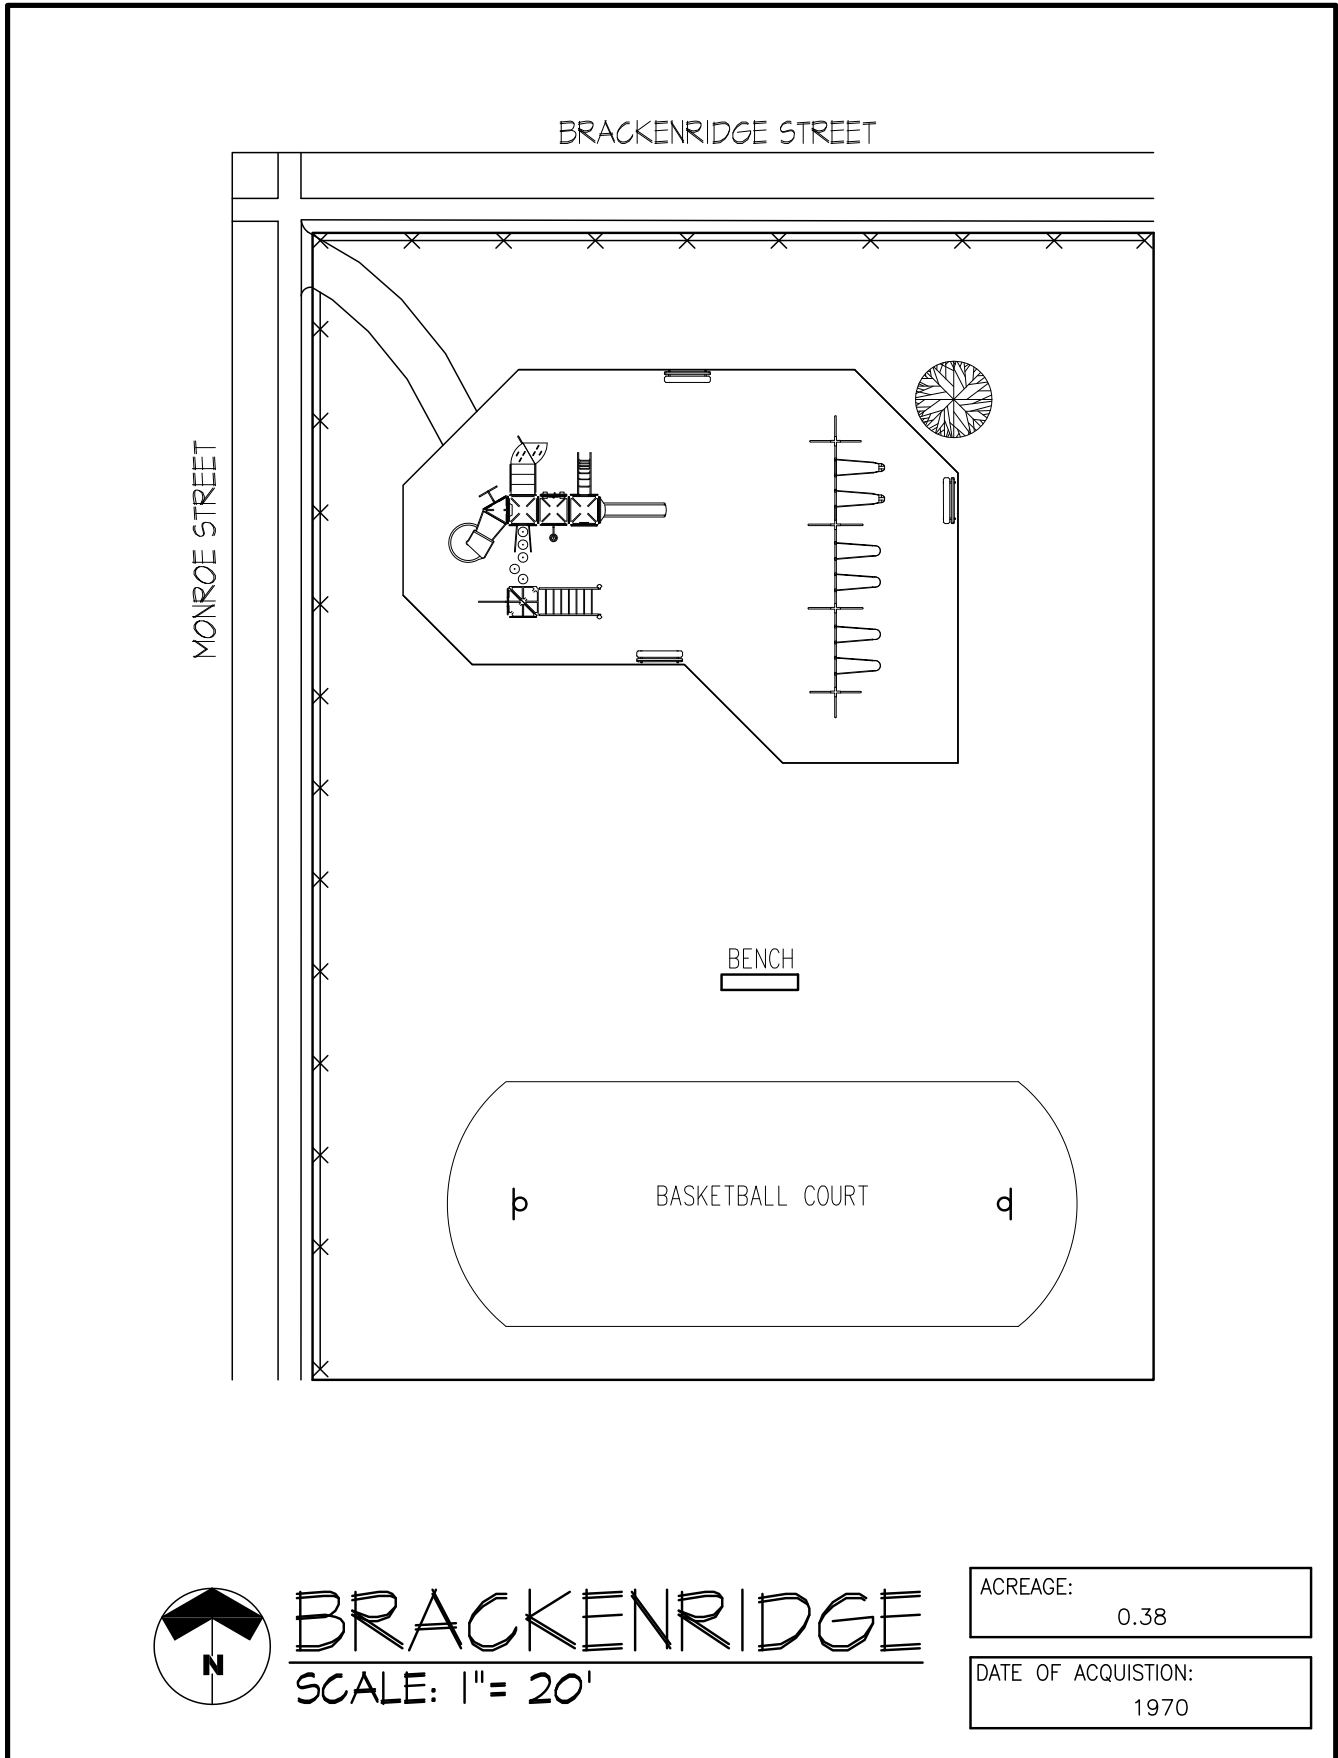 BRACKENRIDGE STREET
MONROE STREET
BENCH
BASKETBALL COURT
N
BRACKENRIDGE
SCALE: 1"= 20'
ACREAGE:
0.38
DATE OF ACQUISTION:
1970